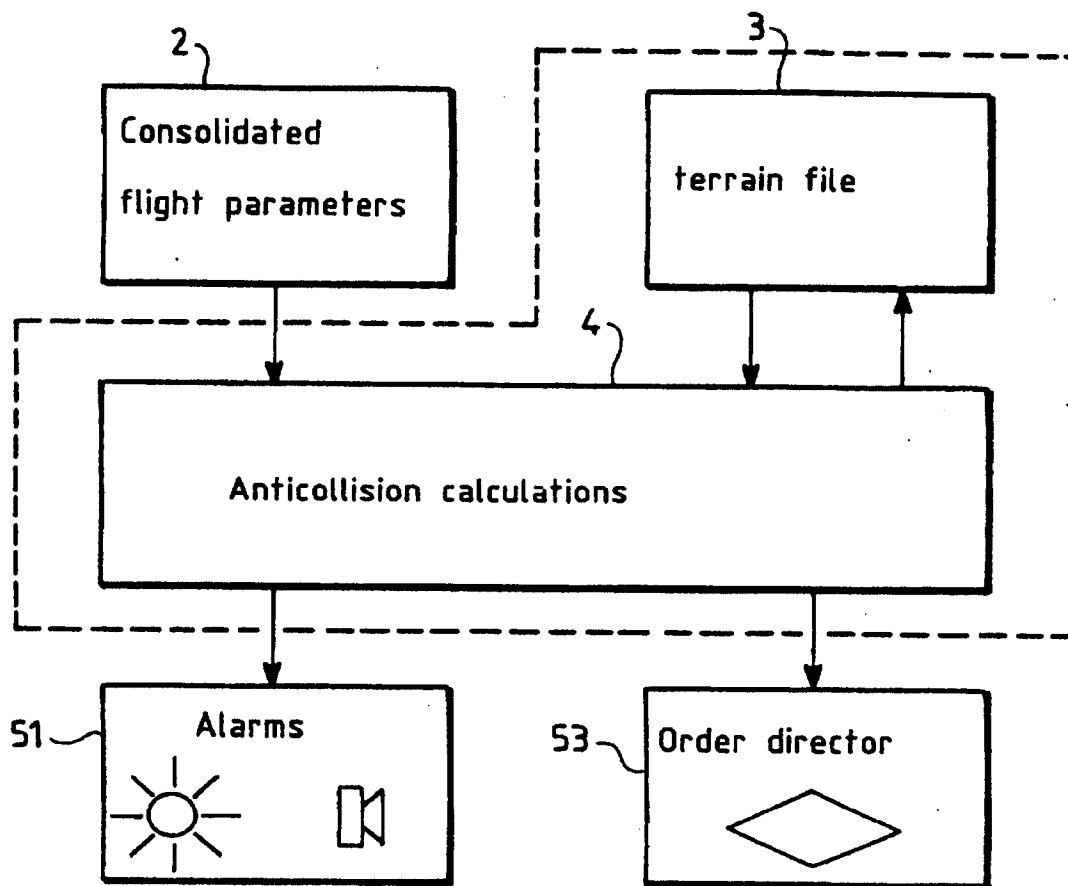 2
3
Consolidated
flight parameters
terrain file
4
Anticollision calculations
51
Alarms
53
Order director